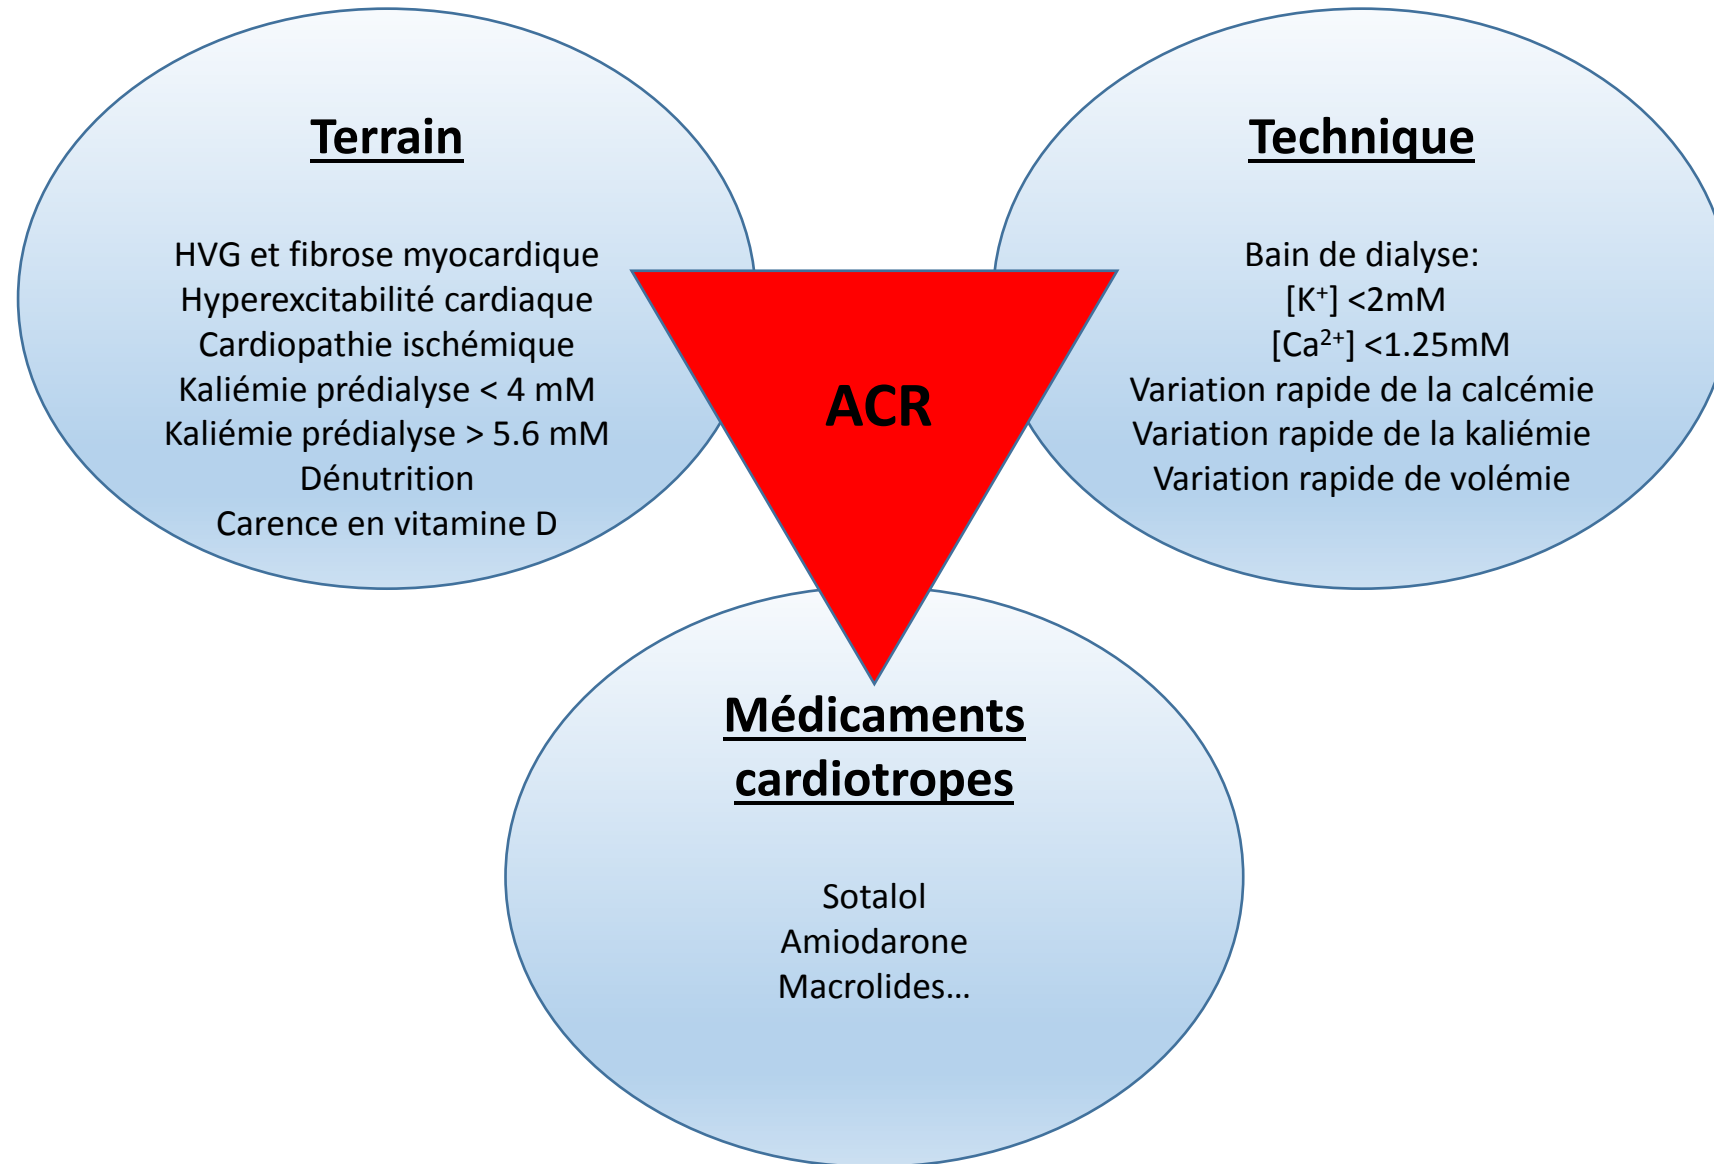 Terrain
HVG et fibrose myocardique
Hyperexcitabilité cardiaque
Cardiopathie ischémique
Kaliémie prédialyse < 4 mM
Kaliémie prédialyse > 5.6 mM
Dénutrition
Carence en vitamine D
ACR
Technique
Bain de dialyse:
[K⁺] <2mM
[Ca²⁺] <1.25mM
Variation rapide de la calcémie
Variation rapide de la kaliémie
Variation rapide de volémie
Médicaments
cardiotropes
Sotalol
Amiodarone
Macrolides…